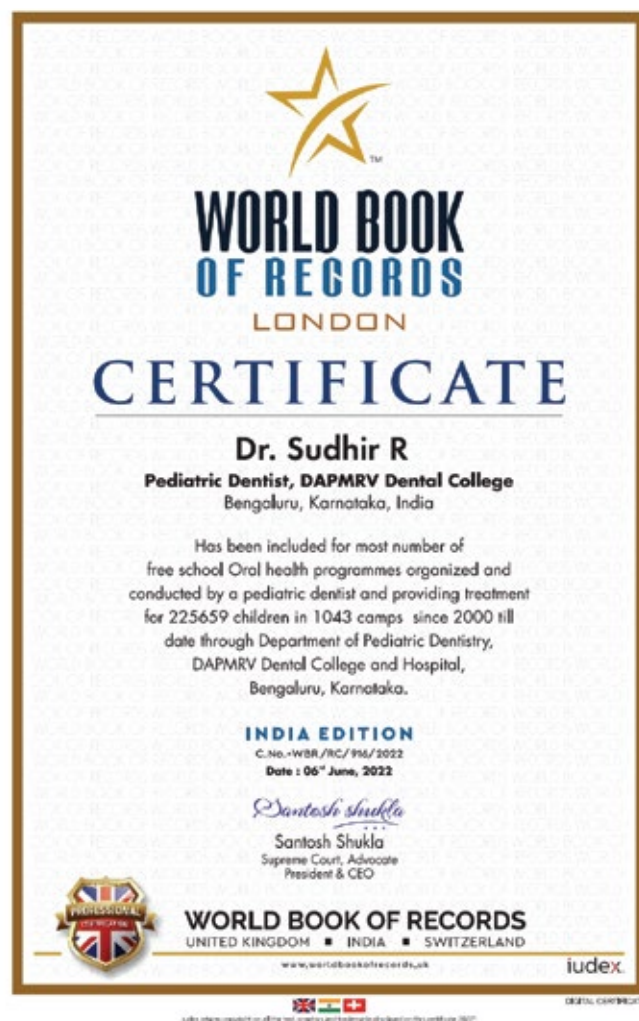 TM
WORLD BOOK
OF RECORDS
LONDON
CERTIFICATE
Dr. Sudhir R
Pediatric Dentist, DAPMRV Dental College
Bengaluru, Karnataka, India
Has been included for most number of
free school Oral health programmes organized and
conducted by a pediatric dentist and providing treatment
for 225659 children in 1043 camps since 2000 till
date through Department of Pediatric Dentistry,
DAPMRV Dental College and Hospital,
Bengaluru, Karnataka.
INDIA EDITION
C.No.-WBR/RC/916/2022
Date : 06th June, 2022
Santosh shukla
Santosh Shukla
Supreme Court, Advocate
President & CEO
PROFESSIONAL
CERTIFICATION
WORLD BOOK OF RECORDS
UNITED KINGDOM ■ INDIA ■ SWITZERLAND
www.worldbookofrecords.uk
iudex
DIGITAL CERTIFICATE